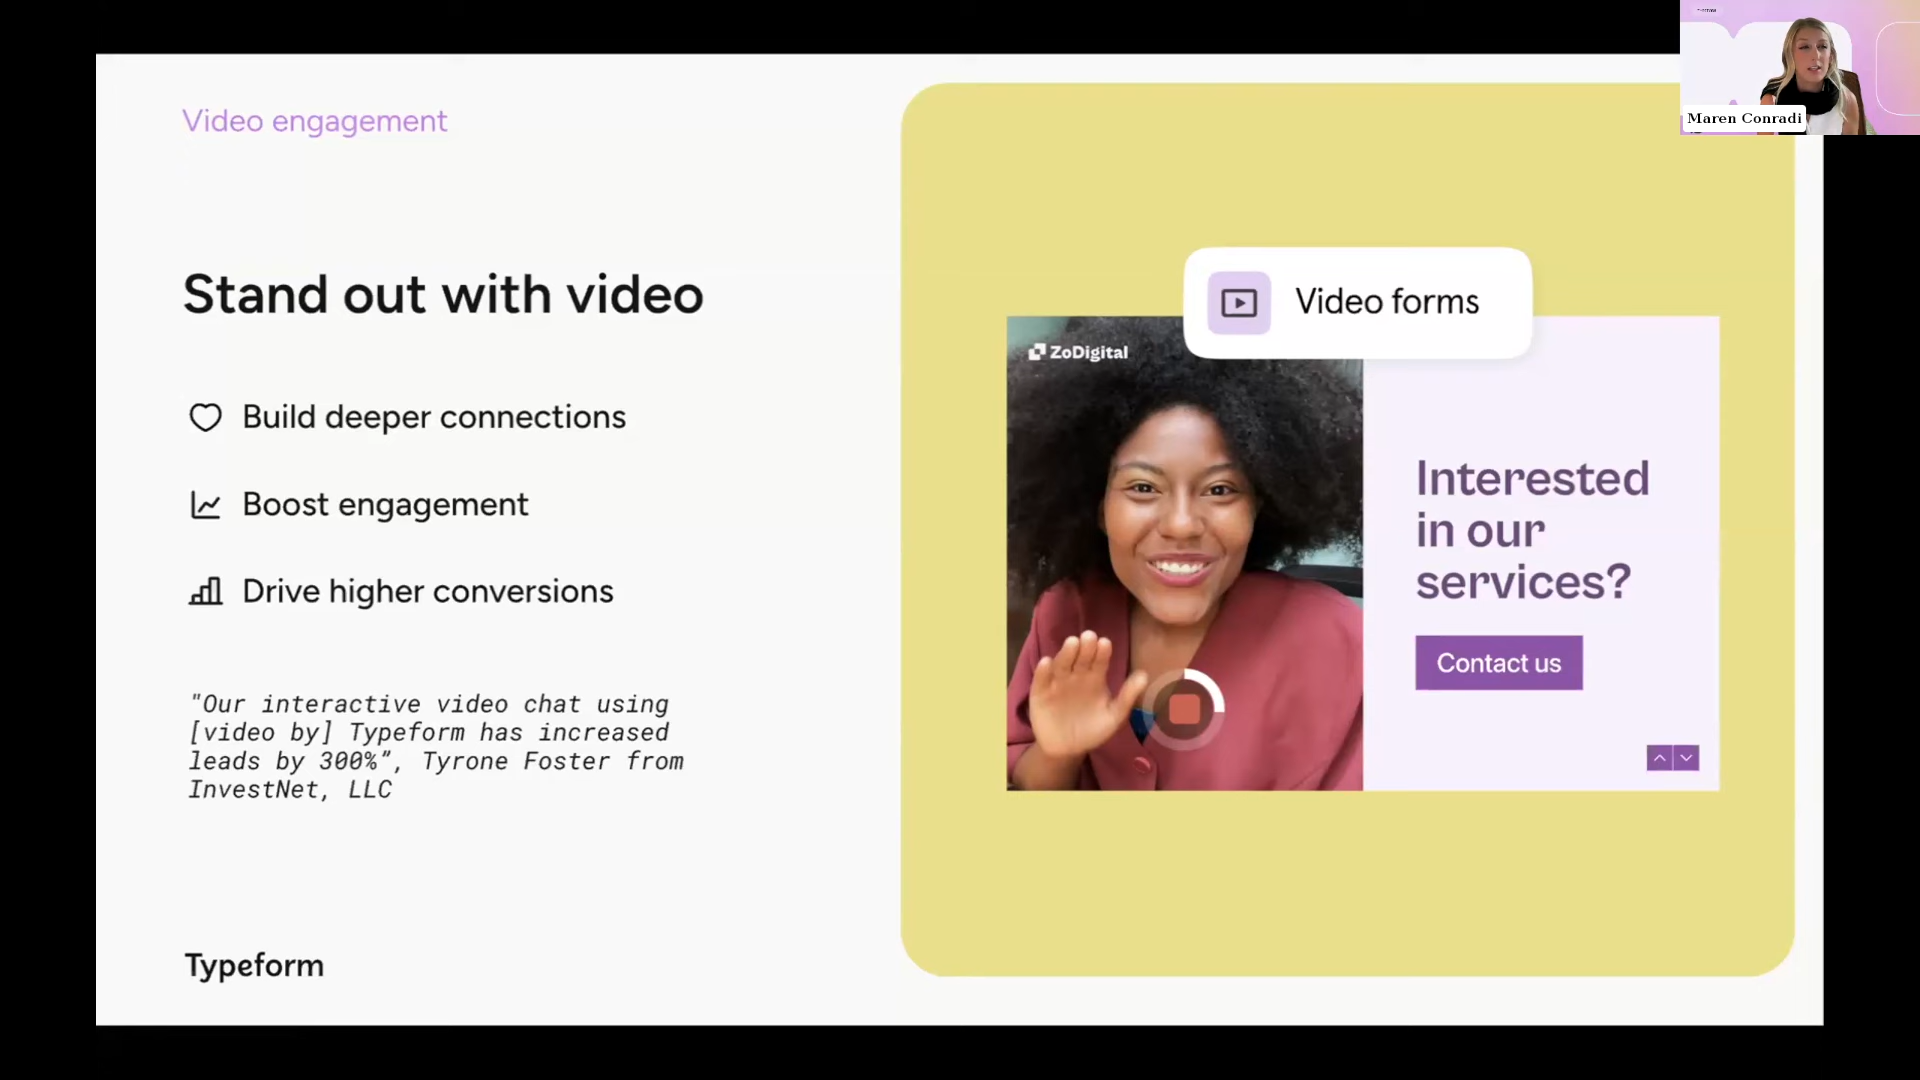 Video engagement
Stand out with video
Build deeper connections
Boost engagement
Drive higher conversions
"Our interactive video chat using
[video by] Typeform has increased
leads by 300%”, Tyrone Foster from
InvestNet, LLC
Typeform
Video forms
ZoDigital
Interested
in our
services?
Contact us
Maren Conradi